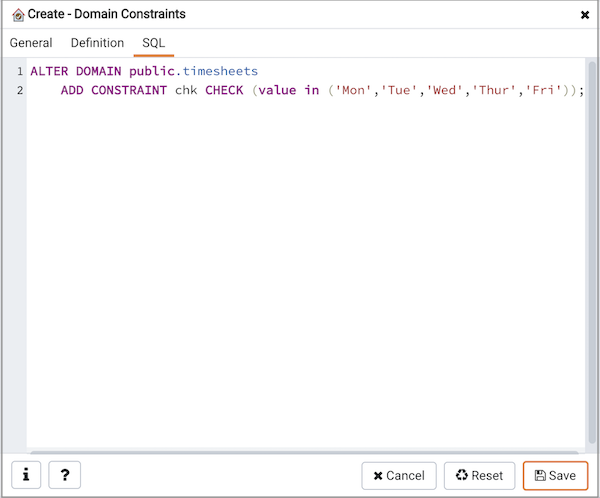 Create - Domain Constraints
General Definition SQL
1 ALTER DOMAIN public.timesheets
2 ADD CONSTRAINT chk CHECK (value in ('Mon','Tue','Wed','Thur','Fri'));
i ? Cancel Reset Save